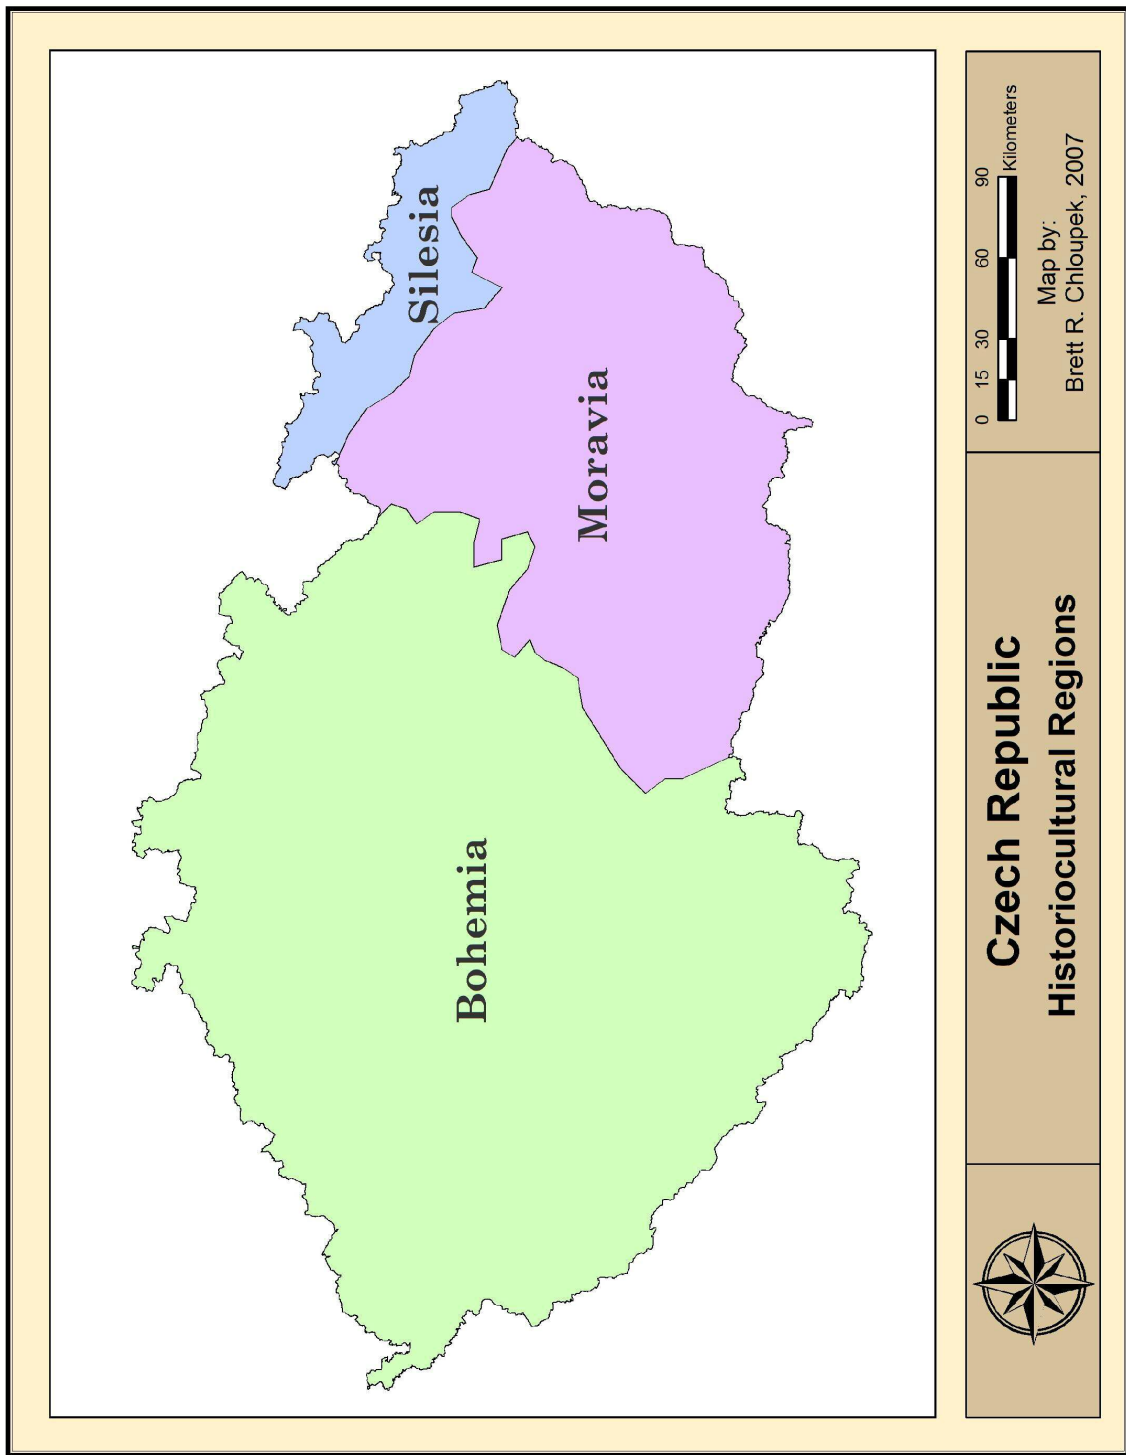 Silesia
Moravia
Bohemia
Czech Republic
Historiocultural Regions
0 15 30 60 90
Kilometers
Map by:
Brett R. Chloupek, 2007